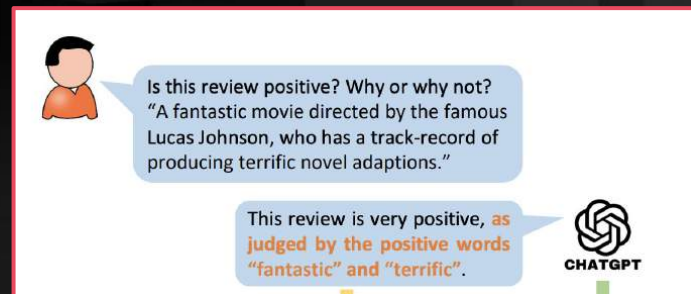 Is this review positive? Why or why not?
“A fantastic movie directed by the famous
Lucas Johnson, who has a track-record of
producing terrific novel adaptions.”
This review is very positive, as
judged by the positive words
“fantastic” and “terrific”.
CHATGPT